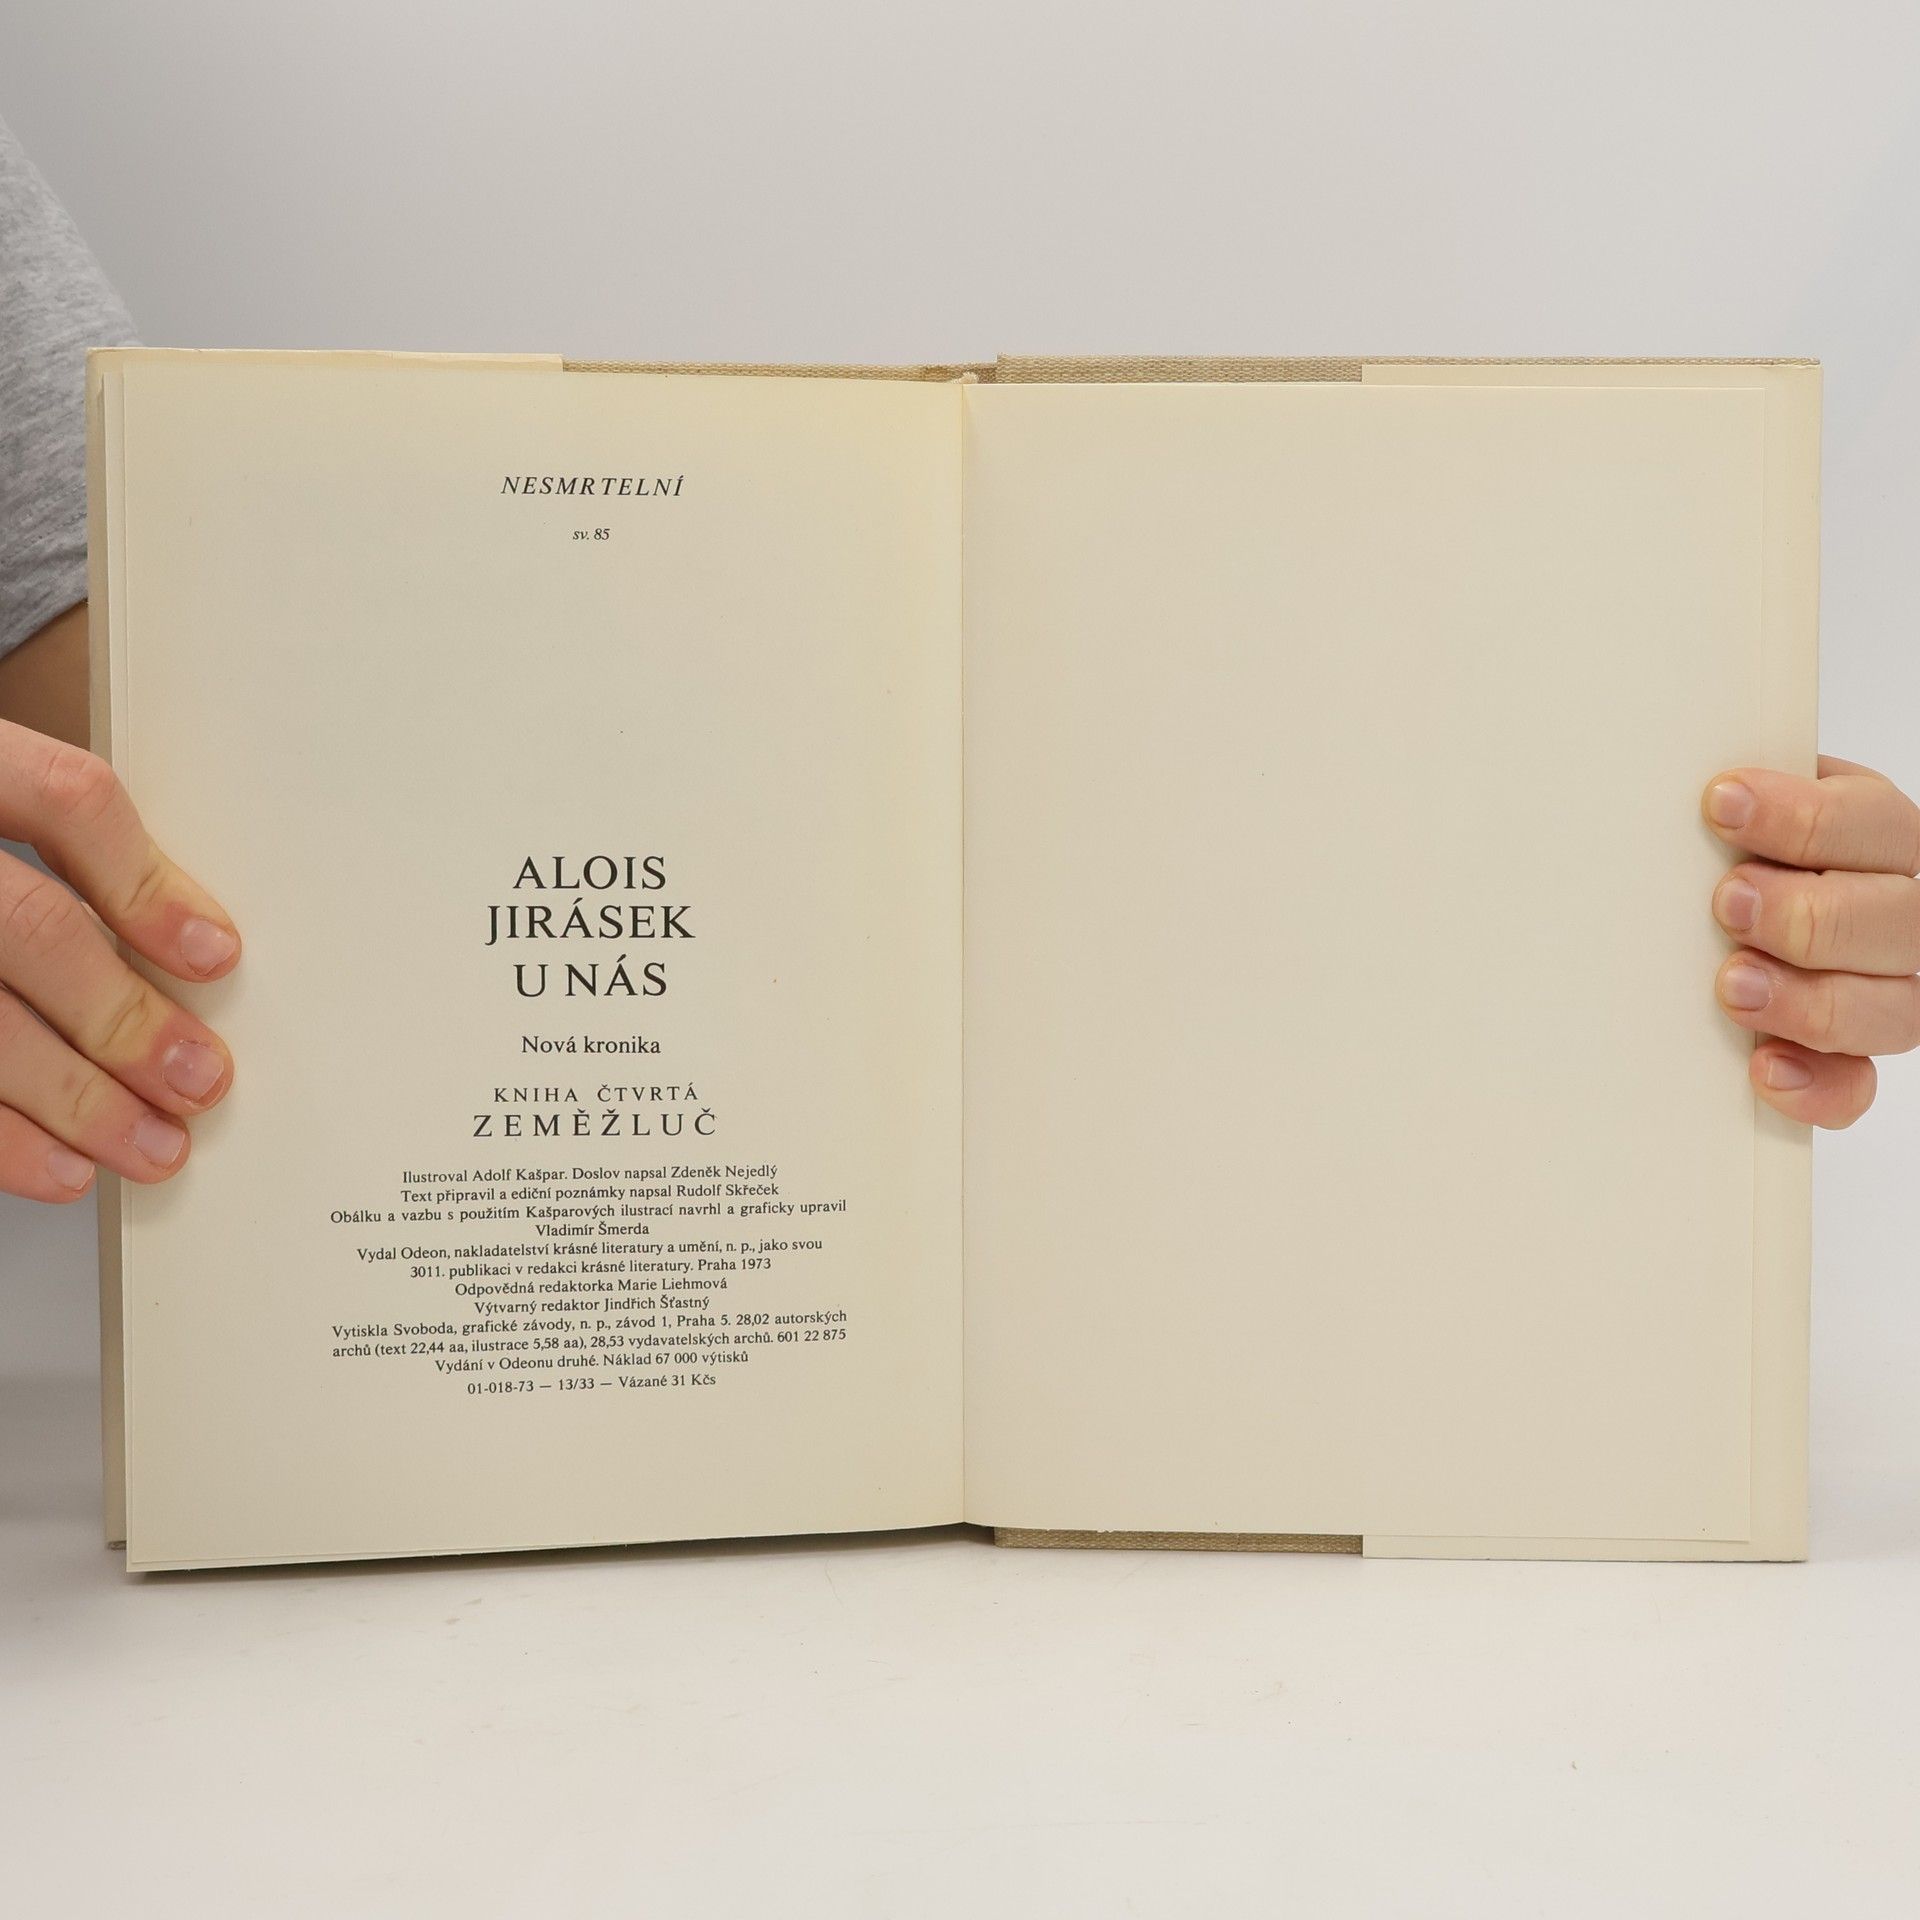 NESMRTELNÍ
sv. 85
ALOIS
JIRÁSEK
U NÁS
Nová kronika
KNIHA ČTVRTÁ
ZEMĚŽLUČ
Ilustroval Adolf Kašpar. Doslov napsal Zdeněk Nejedlý
Text připravil a ediční poznámky napsal Rudolf Skřeček
Obálku a vazbu s použitím Kašparových ilustrací navrhl a graficky upravil
Vladimír Šmerda
Vydal Odeon, nakladatelství krásné literatury a umění, n. p., jako svou
3011. publikaci v redakci krásné literatury. Praha 1973
Odpovědná redaktorka Marie Liehmová
Výtvarný redaktor Jindřich Šťastný
Vytiskla Svoboda, grafické závody, n. p., závod 1, Praha 5. 28,02 autorských
archů (text 22,44 aa, ilustrace 5,58 aa), 28,53 vydavatelských archů. 601 22 875
Vydání v Odeonu druhé. Náklad 67 000 výtisků
01-018-73 — 13/33 — Vázané 31 Kčs